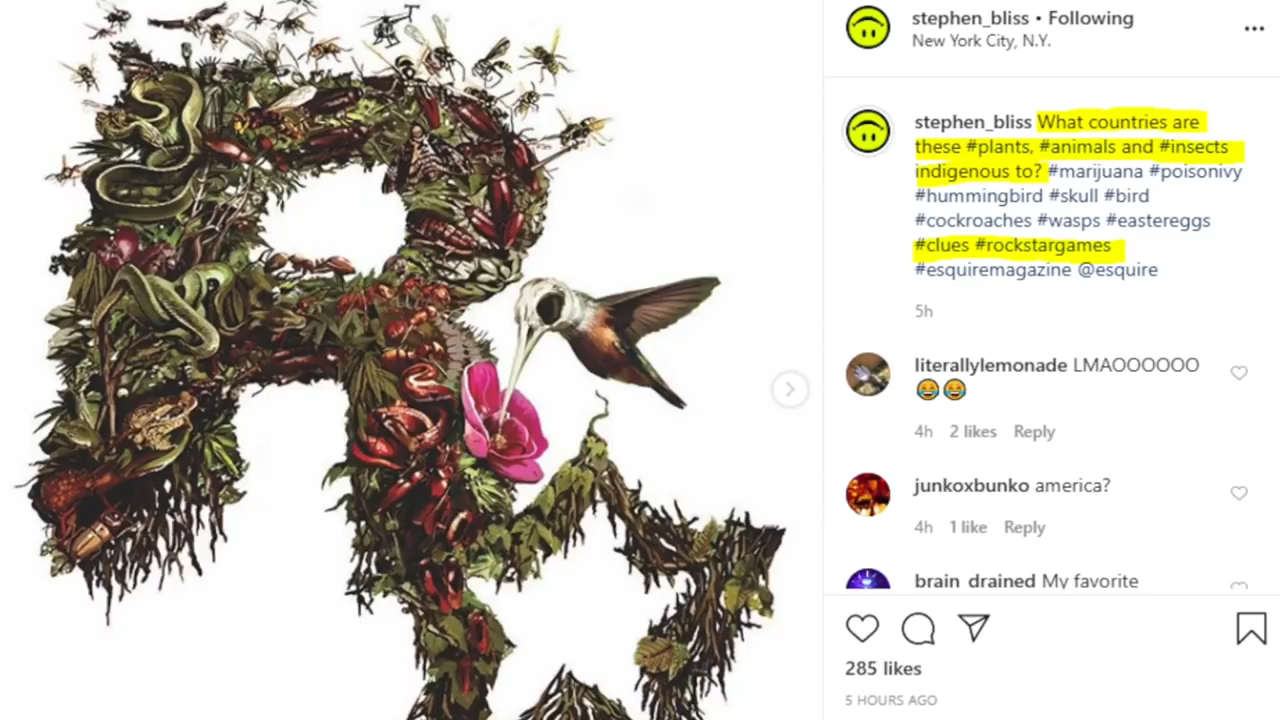 stephen_bliss • Following
New York City, N.Y.
stephen_bliss What countries are
these #plants, #animals and #insects
indigenous to? #marijuana #poisonivy
#hummingbird #skull #bird
#cockroaches #wasps #eastereggs
#clues #rockstargames
#esquiremagazine @esquire
5h
literallylemonade LMAOOOOOO
😂😂
4h 2 likes Reply
junkoxbunko america?
4h 1 like Reply
brain_drained My favorite
285 likes
5 HOURS AGO